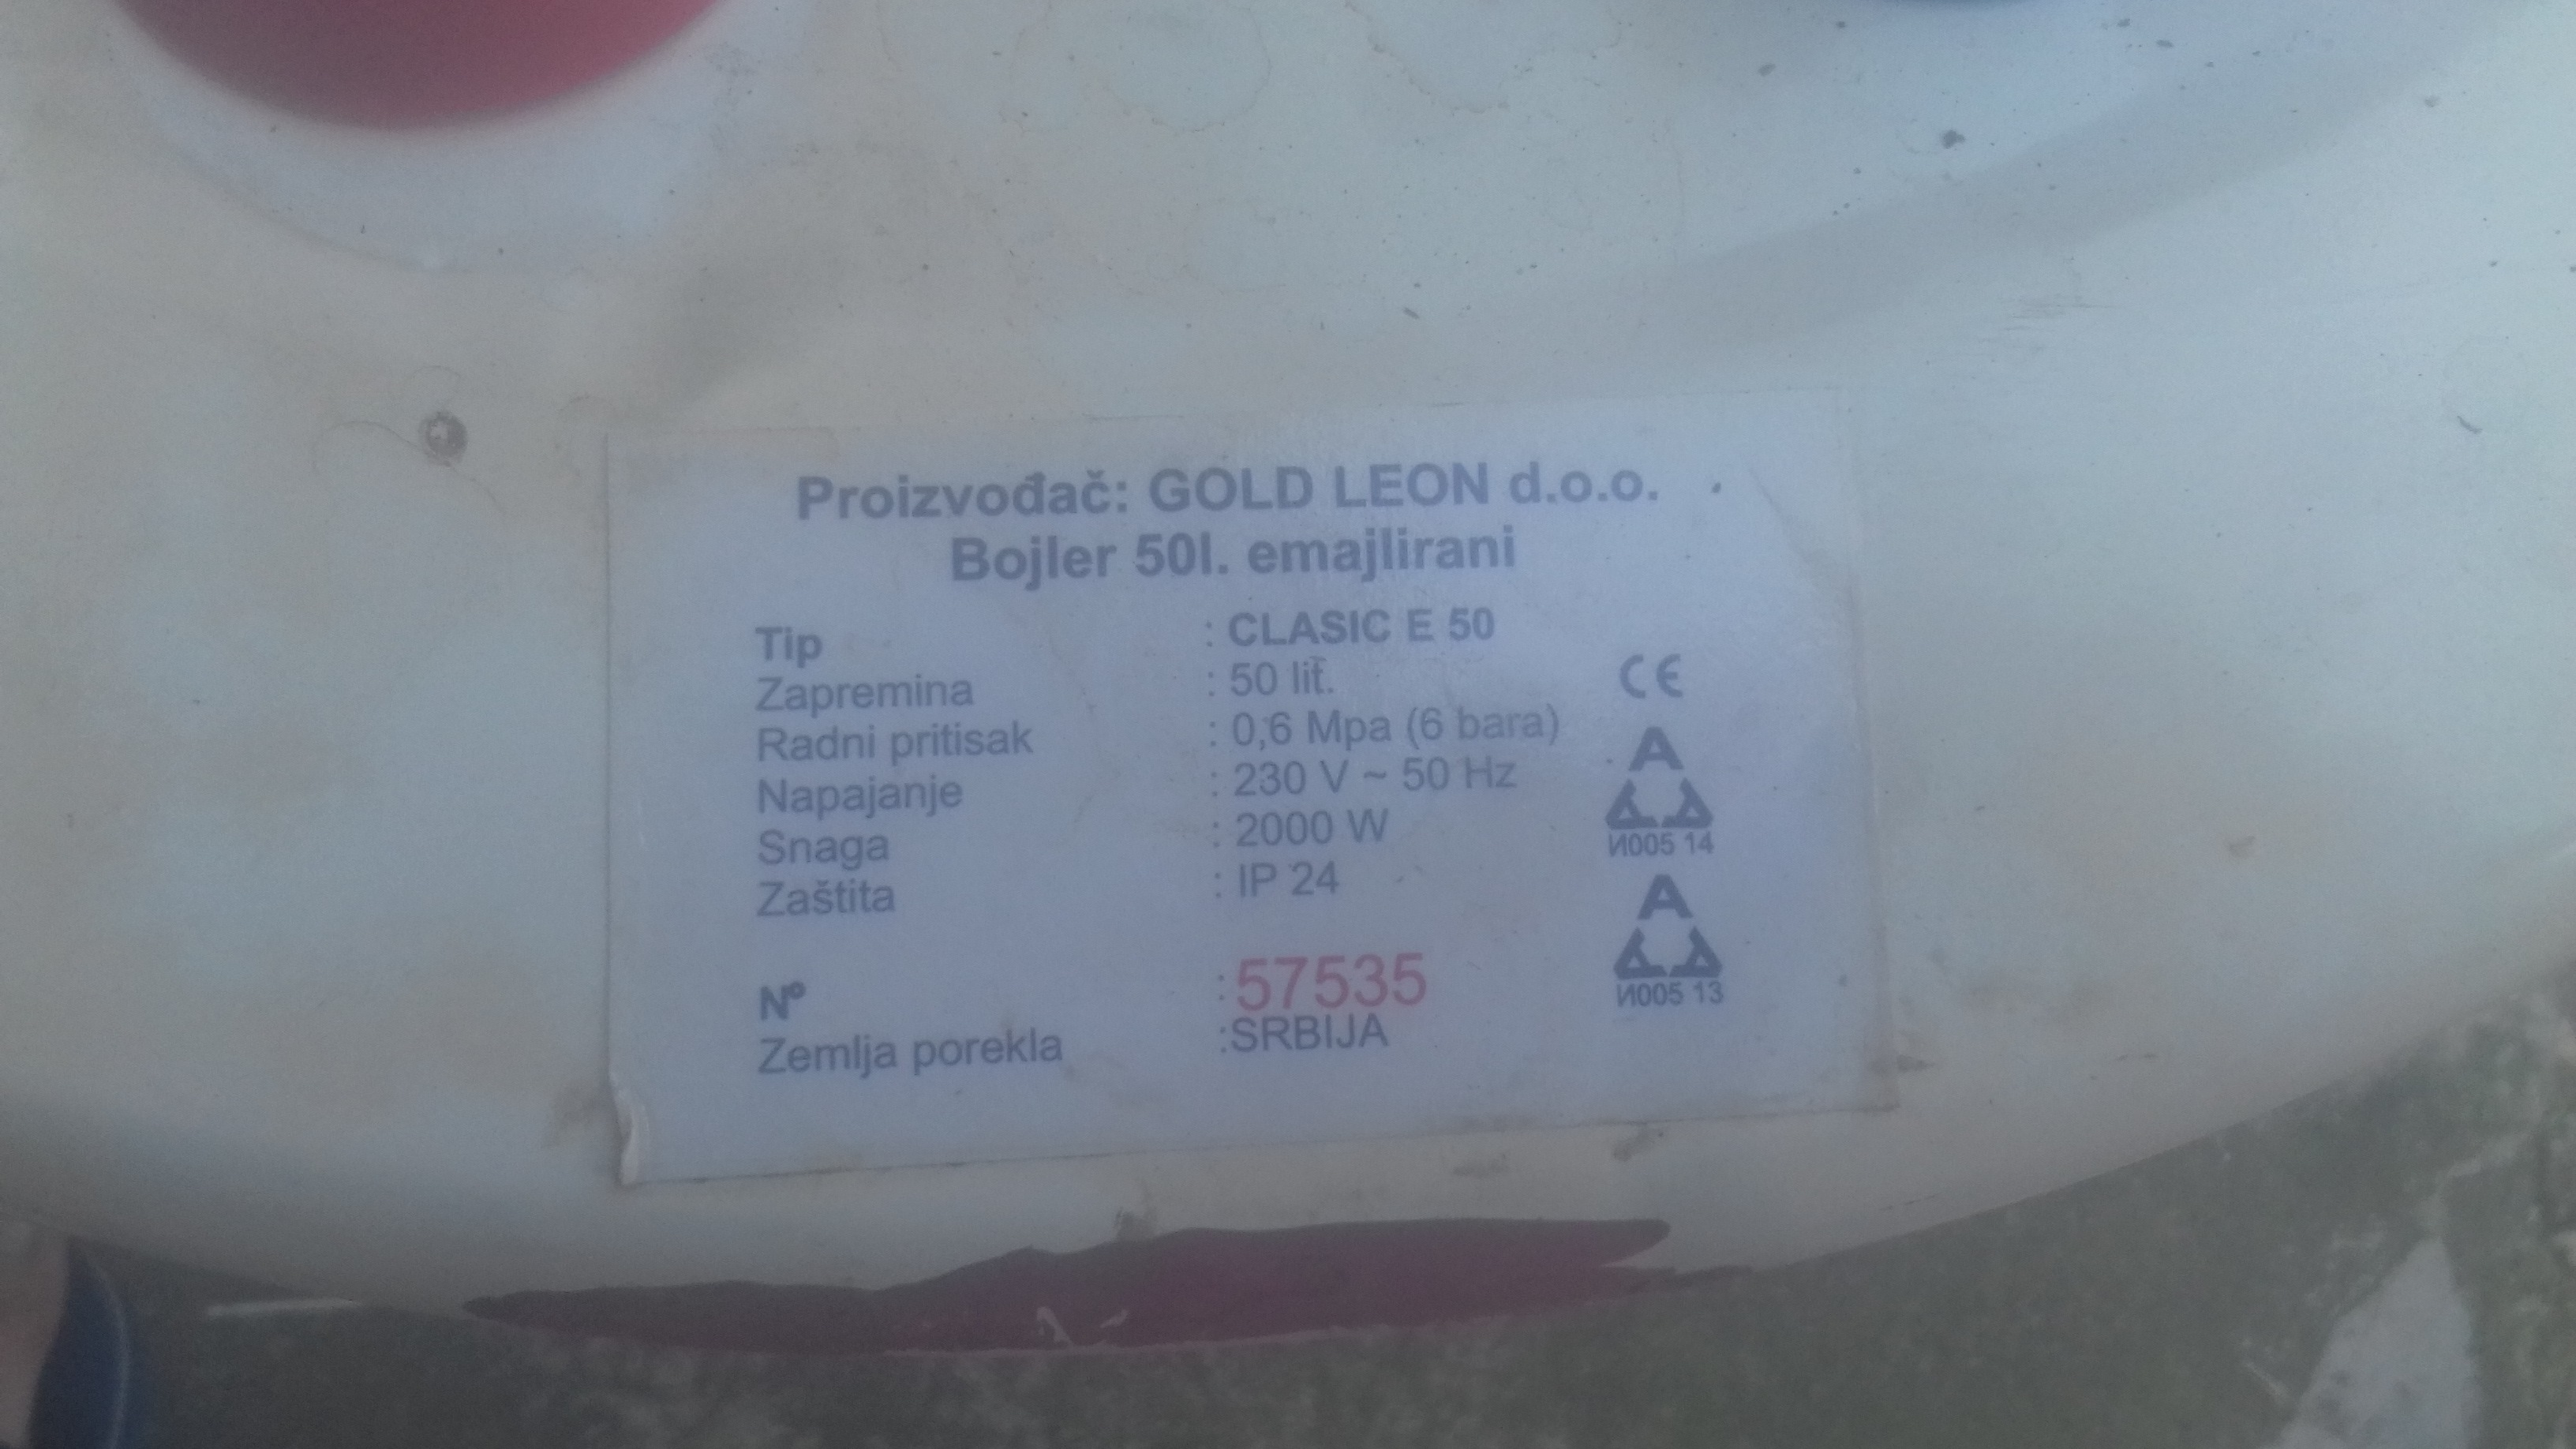 Proizvođač: GOLD LEON d.o.o.
Bojler 50l. emajlirani
Tip : CLASIC E 50
Zapremina : 50 lit.
Radni pritisak : 0,6 Mpa (6 bara)
Napajanje : 230 V ~ 50 Hz
Snaga : 2000 W
Zaštita : IP 24
Nº : 57535
Zemlja porekla :SRBIJA
CE
A A A
И005 14
A A A
И005 13